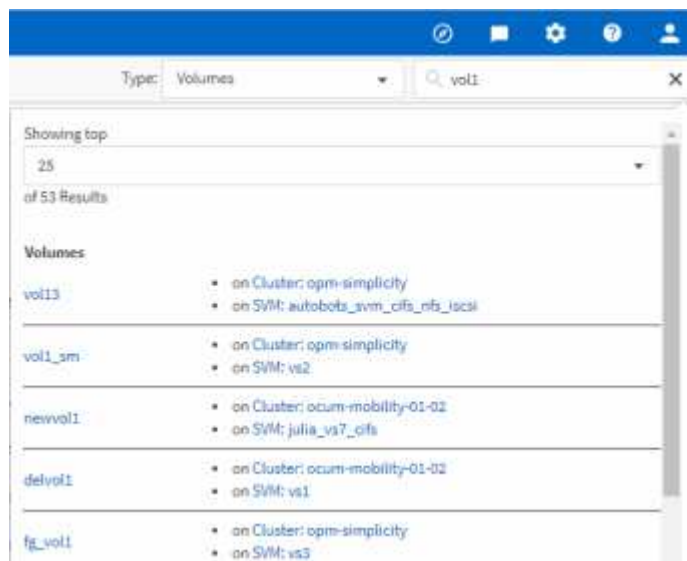 Type: Volumes vol1
Showing top
25
of 53 Results
Volumes
vol13
on Cluster: opm-simplicity
on SVM: autobots_svm_cifs_nfs_iscsi
vol1_sm
on Cluster: opm-simplicity
on SVM: vs2
newvol1
on Cluster: ocum-mobility-01-02
on SVM: julia_vs7_cifs
delvol1
on Cluster: ocum-mobility-01-02
on SVM: vs1
fg_vol1
on Cluster: opm-simplicity
on SVM: vs3